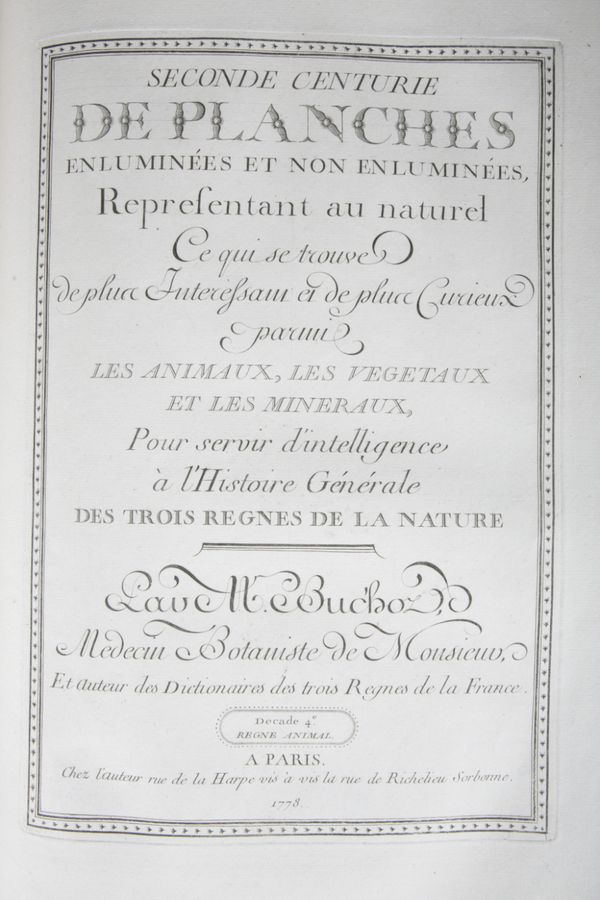 SECONDE CENTURIE
DE PLANCHES
ENLUMINÉES ET NON ENLUMINÉES,
Repreſentant au naturel
Ce qui se trouve
de plus Intereſsant et de plus Curieux
parmi
LES ANIMAUX, LES VEGETAUX
ET LES MINERAUX,
Pour servir d'intelligence
à l'Histoire Générale
DES TROIS REGNES DE LA NATURE
Par M. Buc'hoz,
Medecin Botaniste de Monsieur,
Et auteur des Dictionaires des trois Regnes de la France.
Decade 4e
REGNE ANIMAL.
A PARIS.
Chez l'auteur rue de la Harpe vis à vis la rue de Richelieu Sorbonne.
1778.